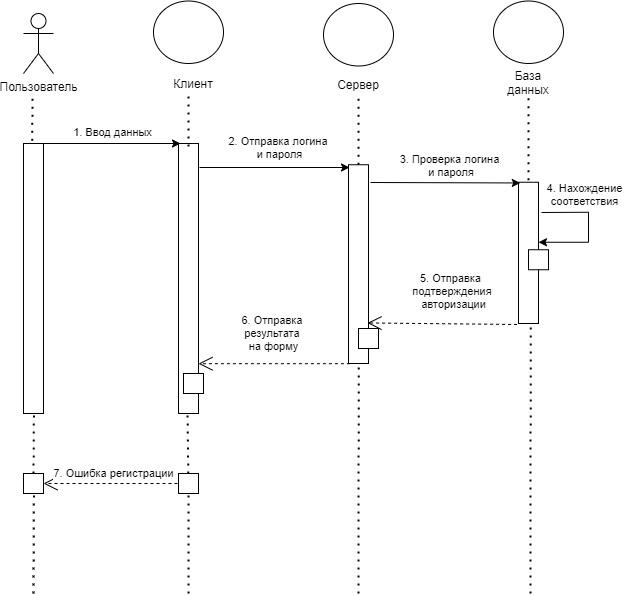 Пользователь
Клиент
Сервер
База
данных
1. Ввод данных
2. Отправка логина
и пароля
3. Проверка логина
и пароля
4. Нахождение
соответствия
5. Отправка
подтверждения
авторизации
6. Отправка
результата
на форму
7. Ошибка регистрации